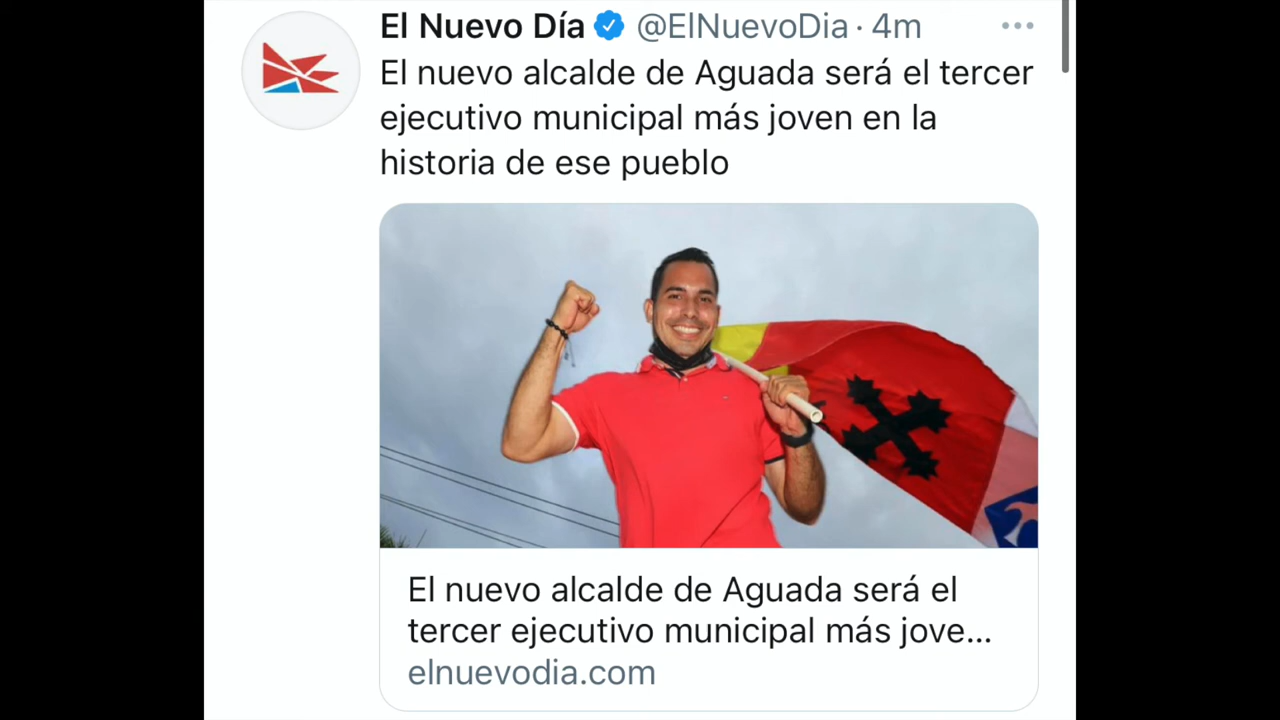 El Nuevo Día @ElNuevoDia · 4m
El nuevo alcalde de Aguada será el tercer
ejecutivo municipal más joven en la
historia de ese pueblo
El nuevo alcalde de Aguada será el
tercer ejecutivo municipal más jove...
elnuevodia.com